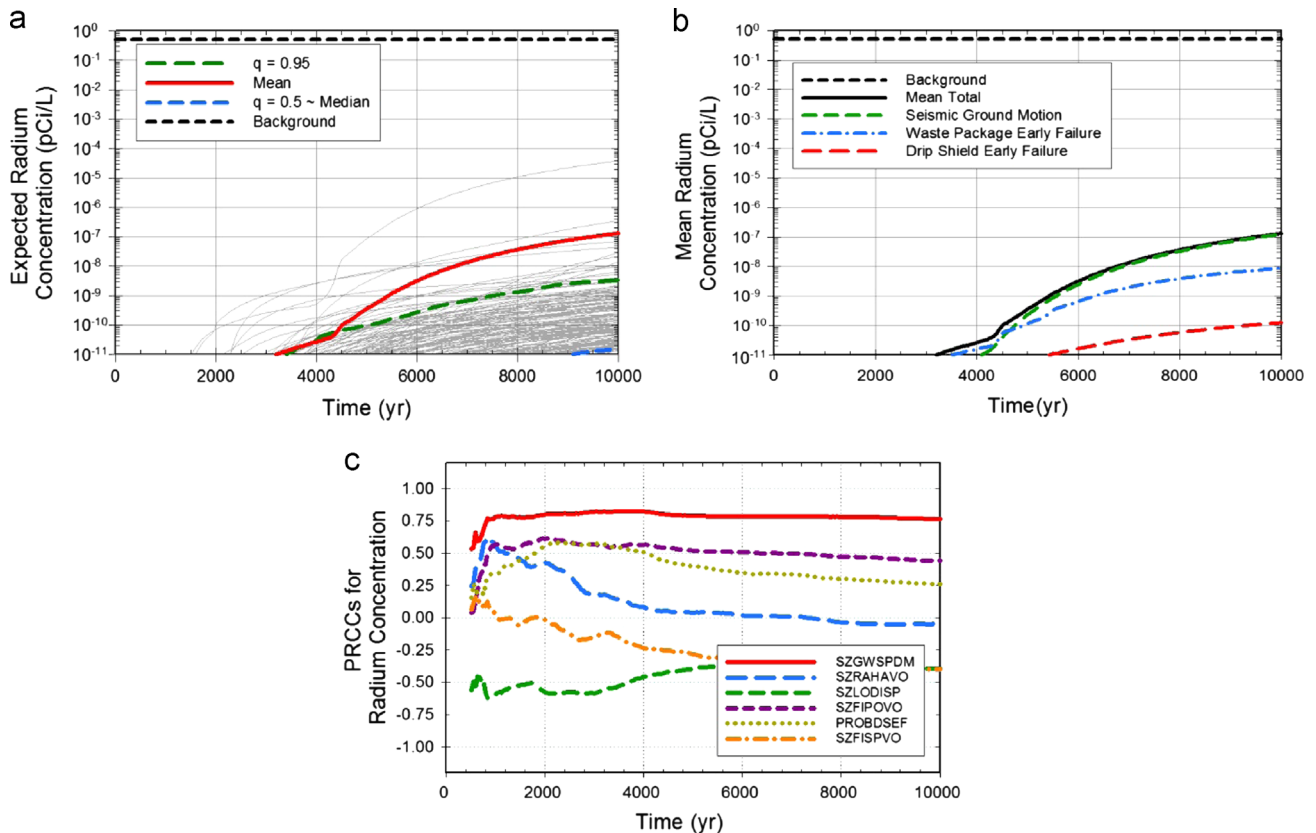 a
Expected Radium
Concentration (pCi/L)
10⁰
10⁻¹
10⁻²
10⁻³
10⁻⁴
10⁻⁵
10⁻⁶
10⁻⁷
10⁻⁸
10⁻⁹
10⁻¹⁰
10⁻¹¹
q = 0.95
Mean
q = 0.5 ~ Median
Background
0 2000 4000 6000 8000 10000
Time (yr)
b
Mean Radium
Concentration (pCi/L)
10⁰
10⁻¹
10⁻²
10⁻³
10⁻⁴
10⁻⁵
10⁻⁶
10⁻⁷
10⁻⁸
10⁻⁹
10⁻¹⁰
10⁻¹¹
Background
Mean Total
Seismic Ground Motion
Waste Package Early Failure
Drip Shield Early Failure
0 2000 4000 6000 8000 10000
Time(yr)
c
PRCCs for
Radium Concentration
1.00
0.75
0.50
0.25
0.00
-0.25
-0.50
-0.75
-1.00
SZGWSPDM
SZRAHAVO
SZLODISP
SZFIPOVO
PROBDSEF
SZFISPVO
0 2000 4000 6000 8000 10000
Time (yr)